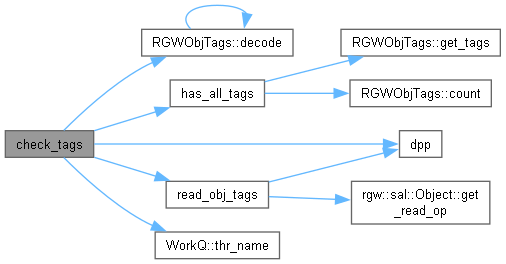 RGWObjTags::decode
RGWObjTags::get_tags
has_all_tags
RGWObjTags::count
check_tags
dpp
read_obj_tags
rgw::sal::Object::get
_read_op
WorkQ::thr_name